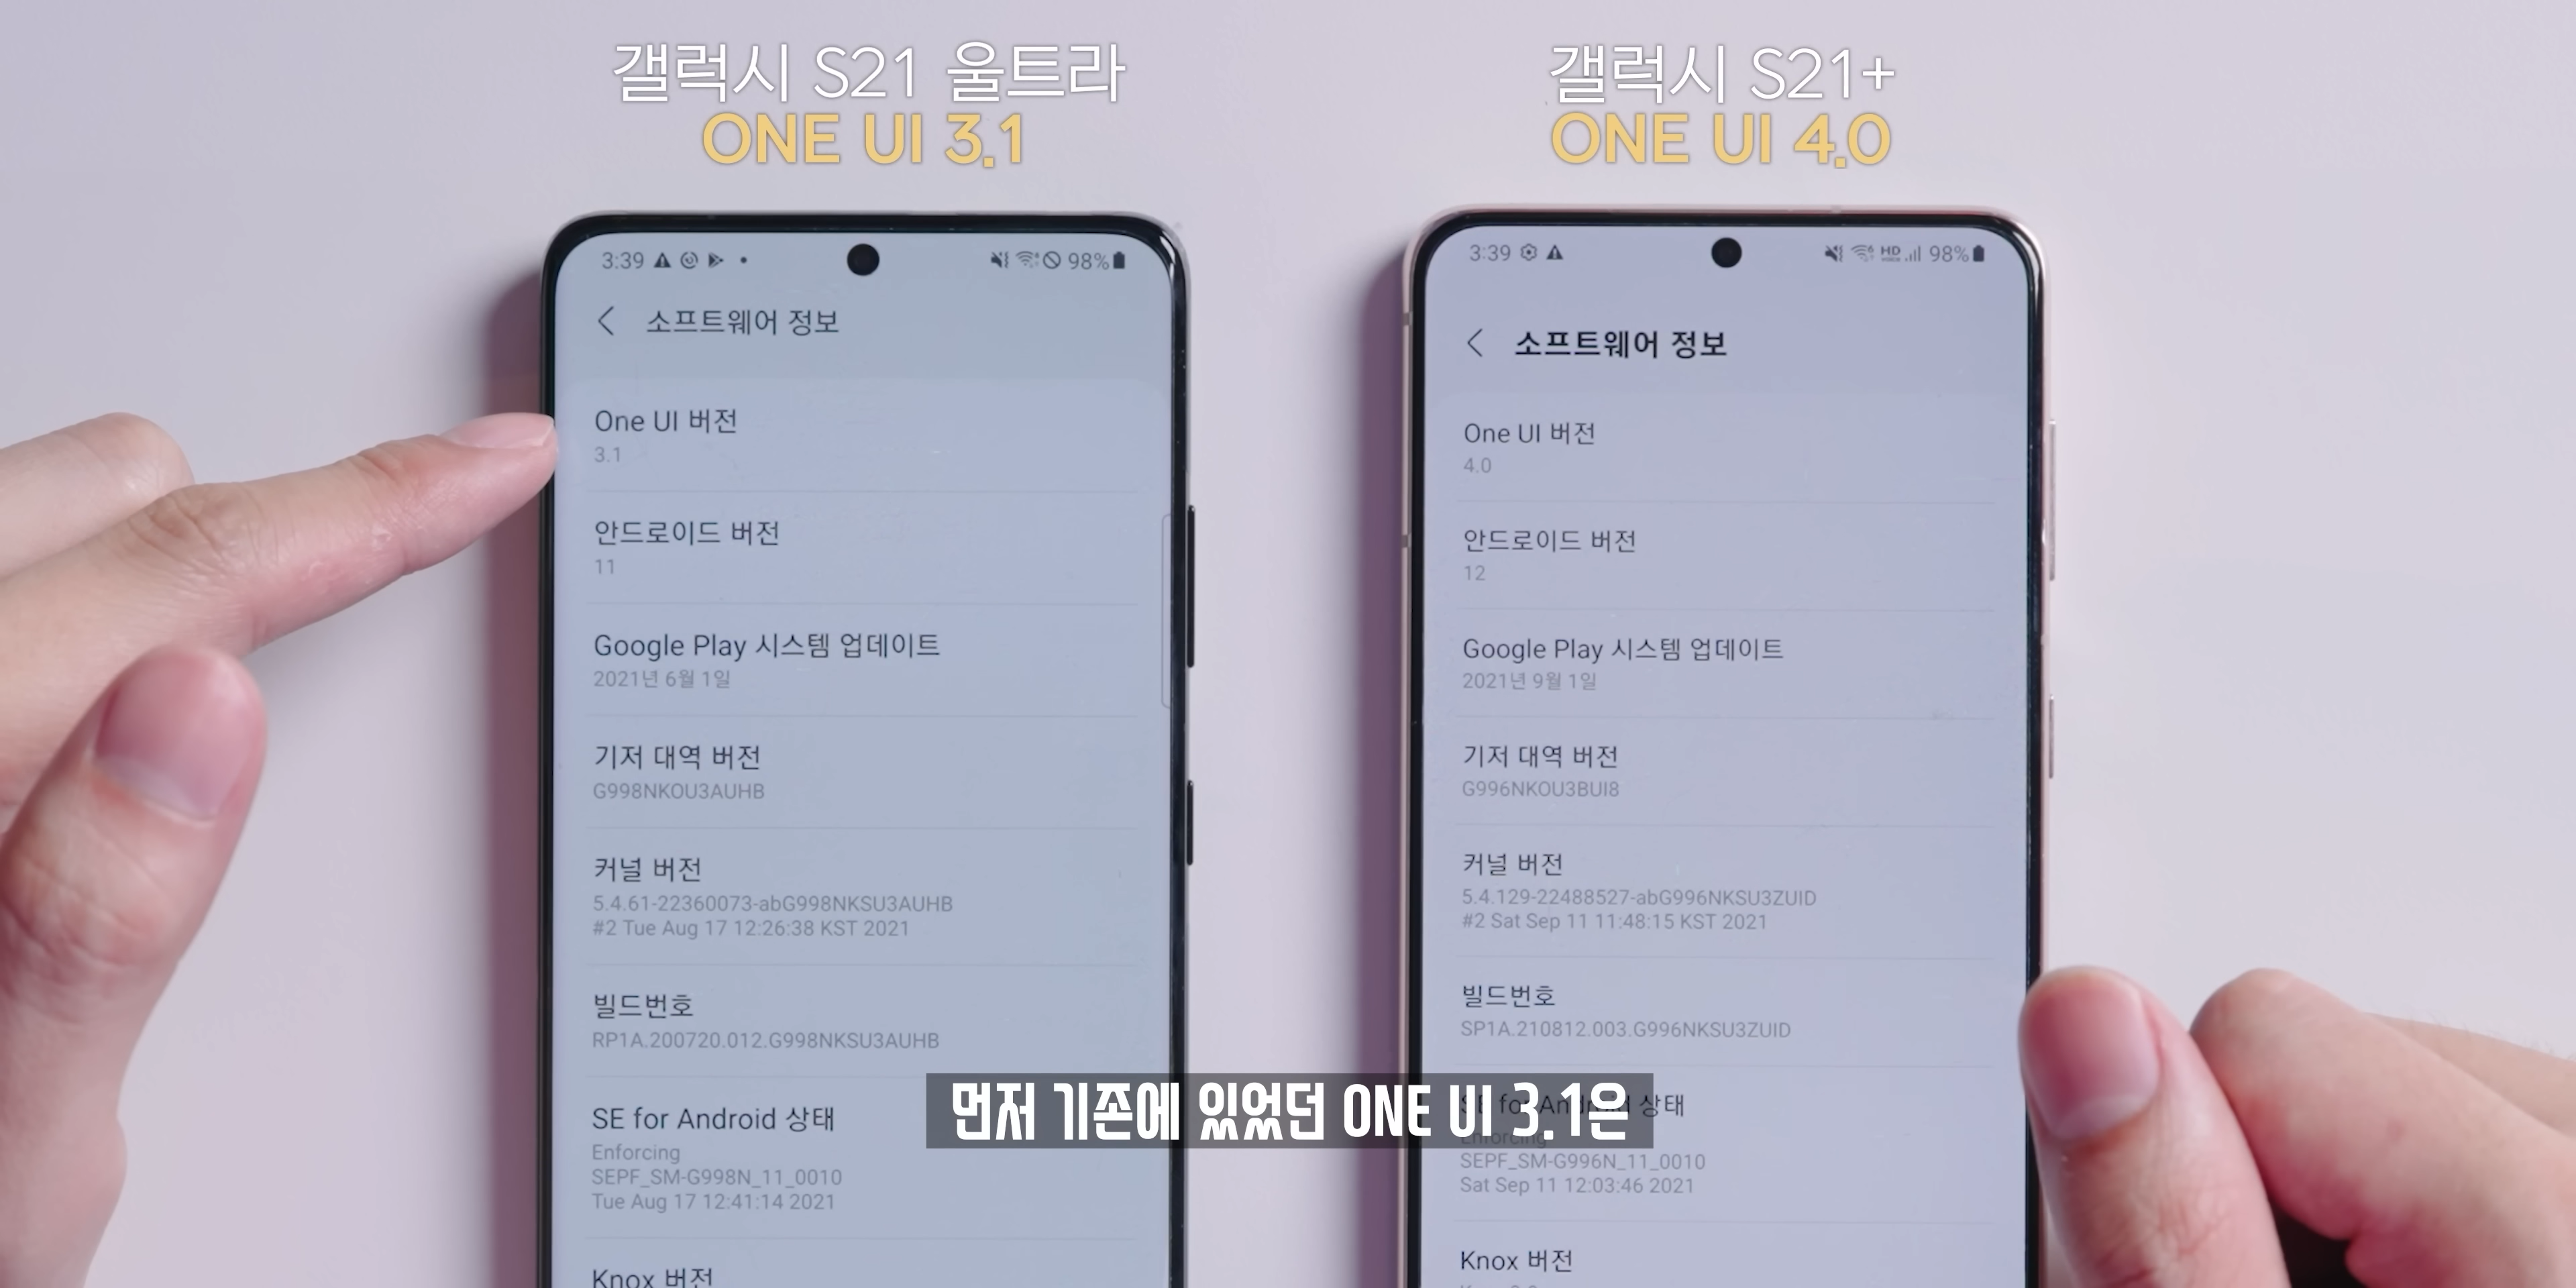 갤럭시 S21 울트라
ONE UI 3.1
3:39
98%
소프트웨어 정보
One UI 버전
3.1
안드로이드 버전
11
Google Play 시스템 업데이트
2021년 6월 1일
기저 대역 버전
G998NKOU3AUHB
커널 버전
5.4.61-22360073-abG998NKSU3AUHB
#2 Tue Aug 17 12:26:38 KST 2021
빌드번호
RP1A.200720.012.G998NKSU3AUHB
SE for Android 상태
Enforcing
SEPF_SM-G998N_11_0010
Tue Aug 17 12:41:14 2021
Knox 버전
갤럭시 S21+
ONE UI 4.0
3:39
HD 98%
소프트웨어 정보
One UI 버전
4.0
안드로이드 버전
12
Google Play 시스템 업데이트
2021년 9월 1일
기저 대역 버전
G996NKOU3BUI8
커널 버전
5.4.129-22488527-abG996NKSU3ZUID
#2 Sat Sep 11 11:48:15 KST 2021
빌드번호
SP1A.210812.003.G996NKSU3ZUID
SE for Android 상태
Enforcing
SEPF_SM-G996N_11_0010
Sat Sep 11 12:03:46 2021
Knox 버전
먼저 기존에 있었던 ONE UI 3.1은